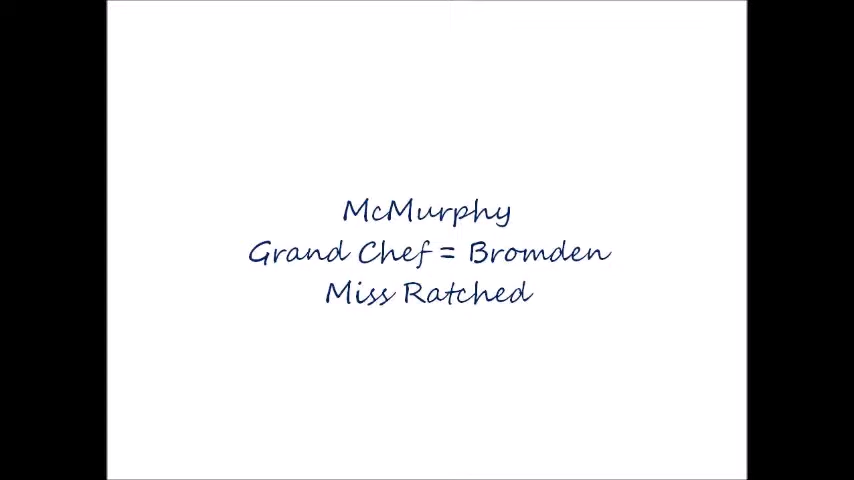 McMurphy
Grand Chef = Bromden
Miss Ratched